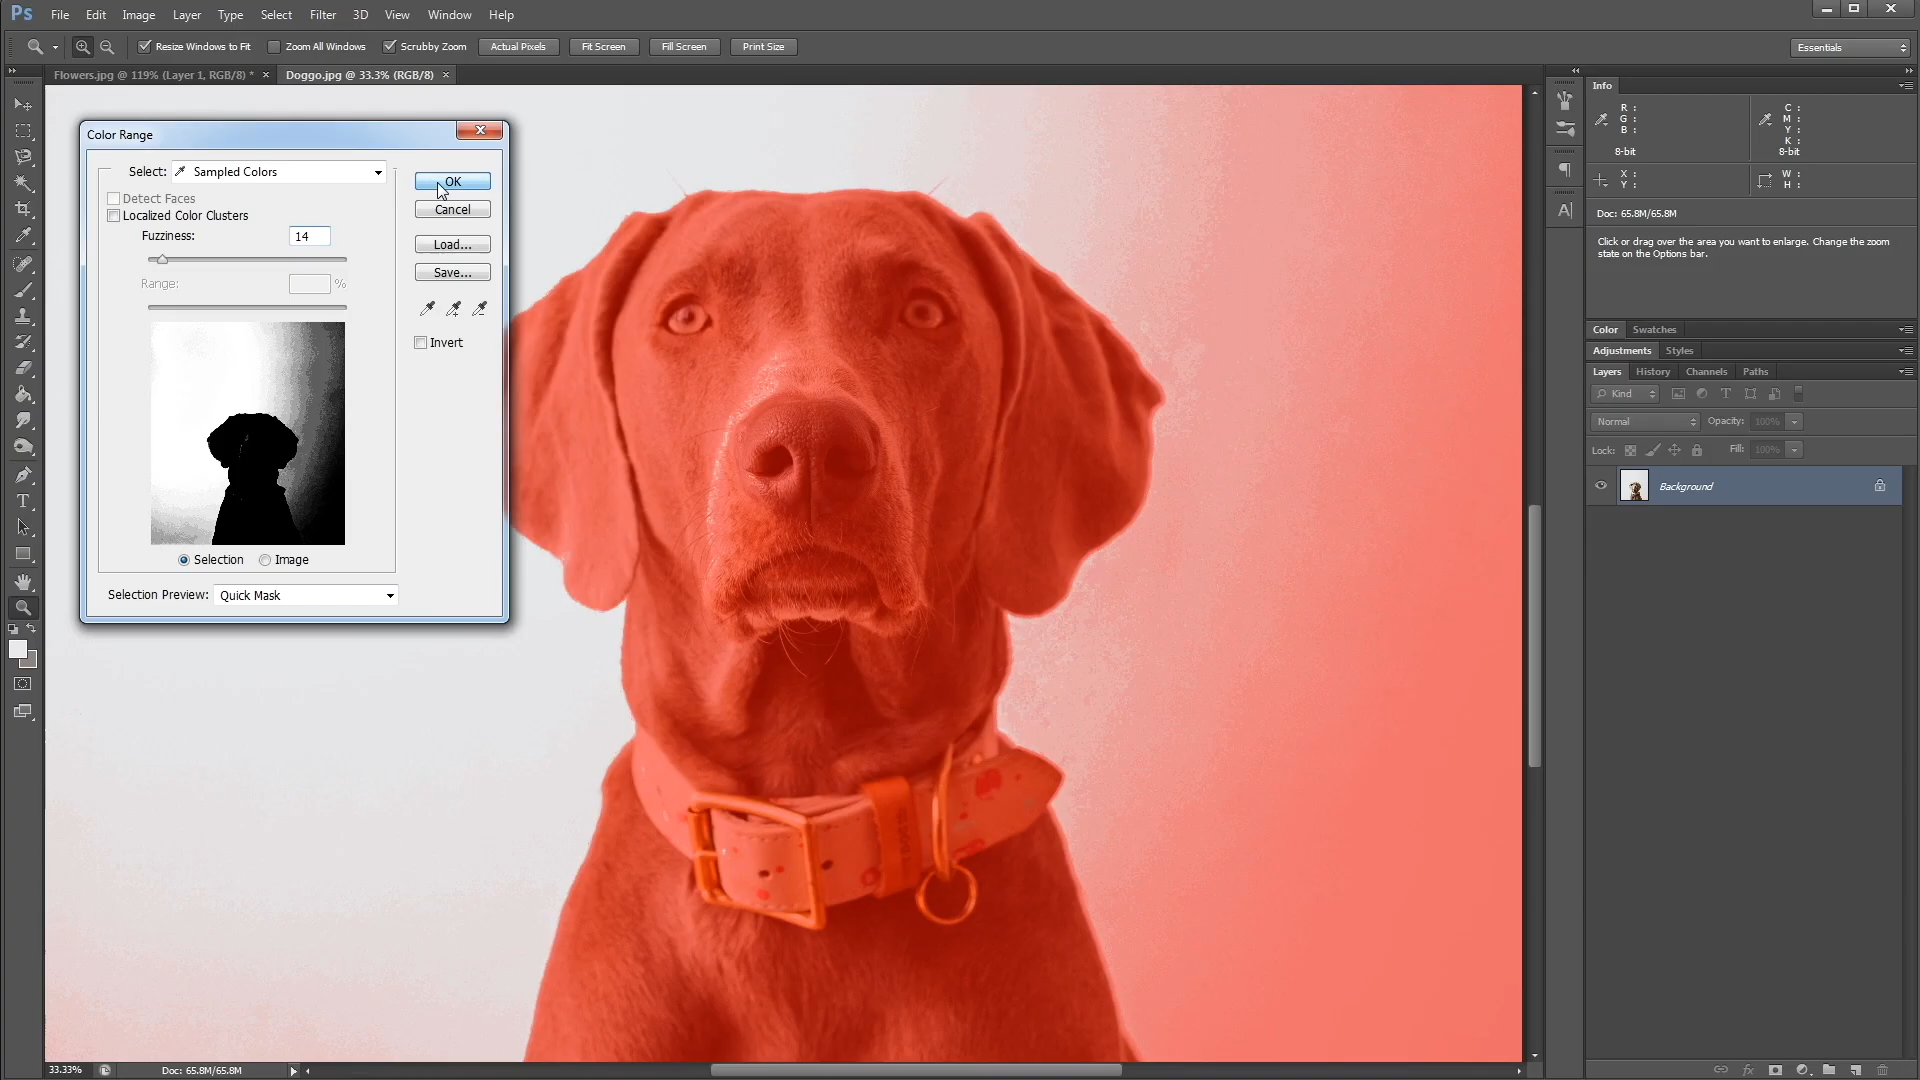 Ps File Edit Image Layer Type Select Filter 3D View Window Help
Resize Windows to Fit Zoom All Windows Scrubby Zoom Actual Pixels Fit Screen Fill Screen Print Size Essentials
Flowers.jpg @ 119% (Layer 1, RGB/8) * × Doggo.jpg @ 33.3% (RGB/8) ×
Color Range
Select: Sampled Colors
OK
Detect Faces
Localized Color Clusters
Cancel
Fuzziness: 14
Load...
Range: %
Save...
Invert
Selection Image
Selection Preview: Quick Mask
Info
R : C :
G : M :
B : Y :
K :
8-bit 8-bit
X : W :
Y : H :
Doc: 65.8M/65.8M
Click or drag over the area you want to enlarge. Change the zoom
state on the Options bar.
Color Swatches
Adjustments Styles
Layers History Channels Paths
Kind
Normal Opacity: 100%
Lock: Fill: 100%
Background
33.33% Doc: 65.8M/65.8M